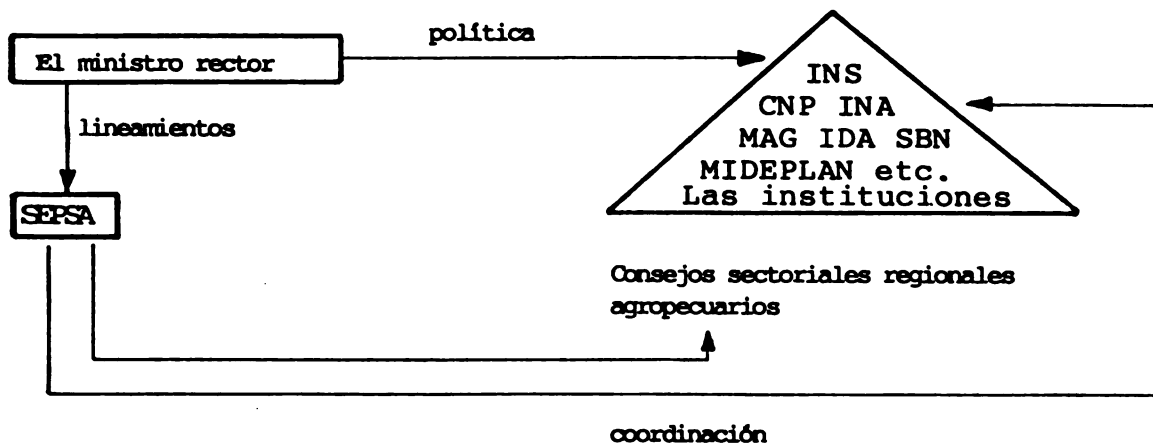 política
El ministro rector
lineamientos
SEPSA
INS
CNP INA
MAG IDA SBN
MIDEPLAN etc.
Las instituciones
Consejos sectoriales regionales
agropecuarios
coordinación